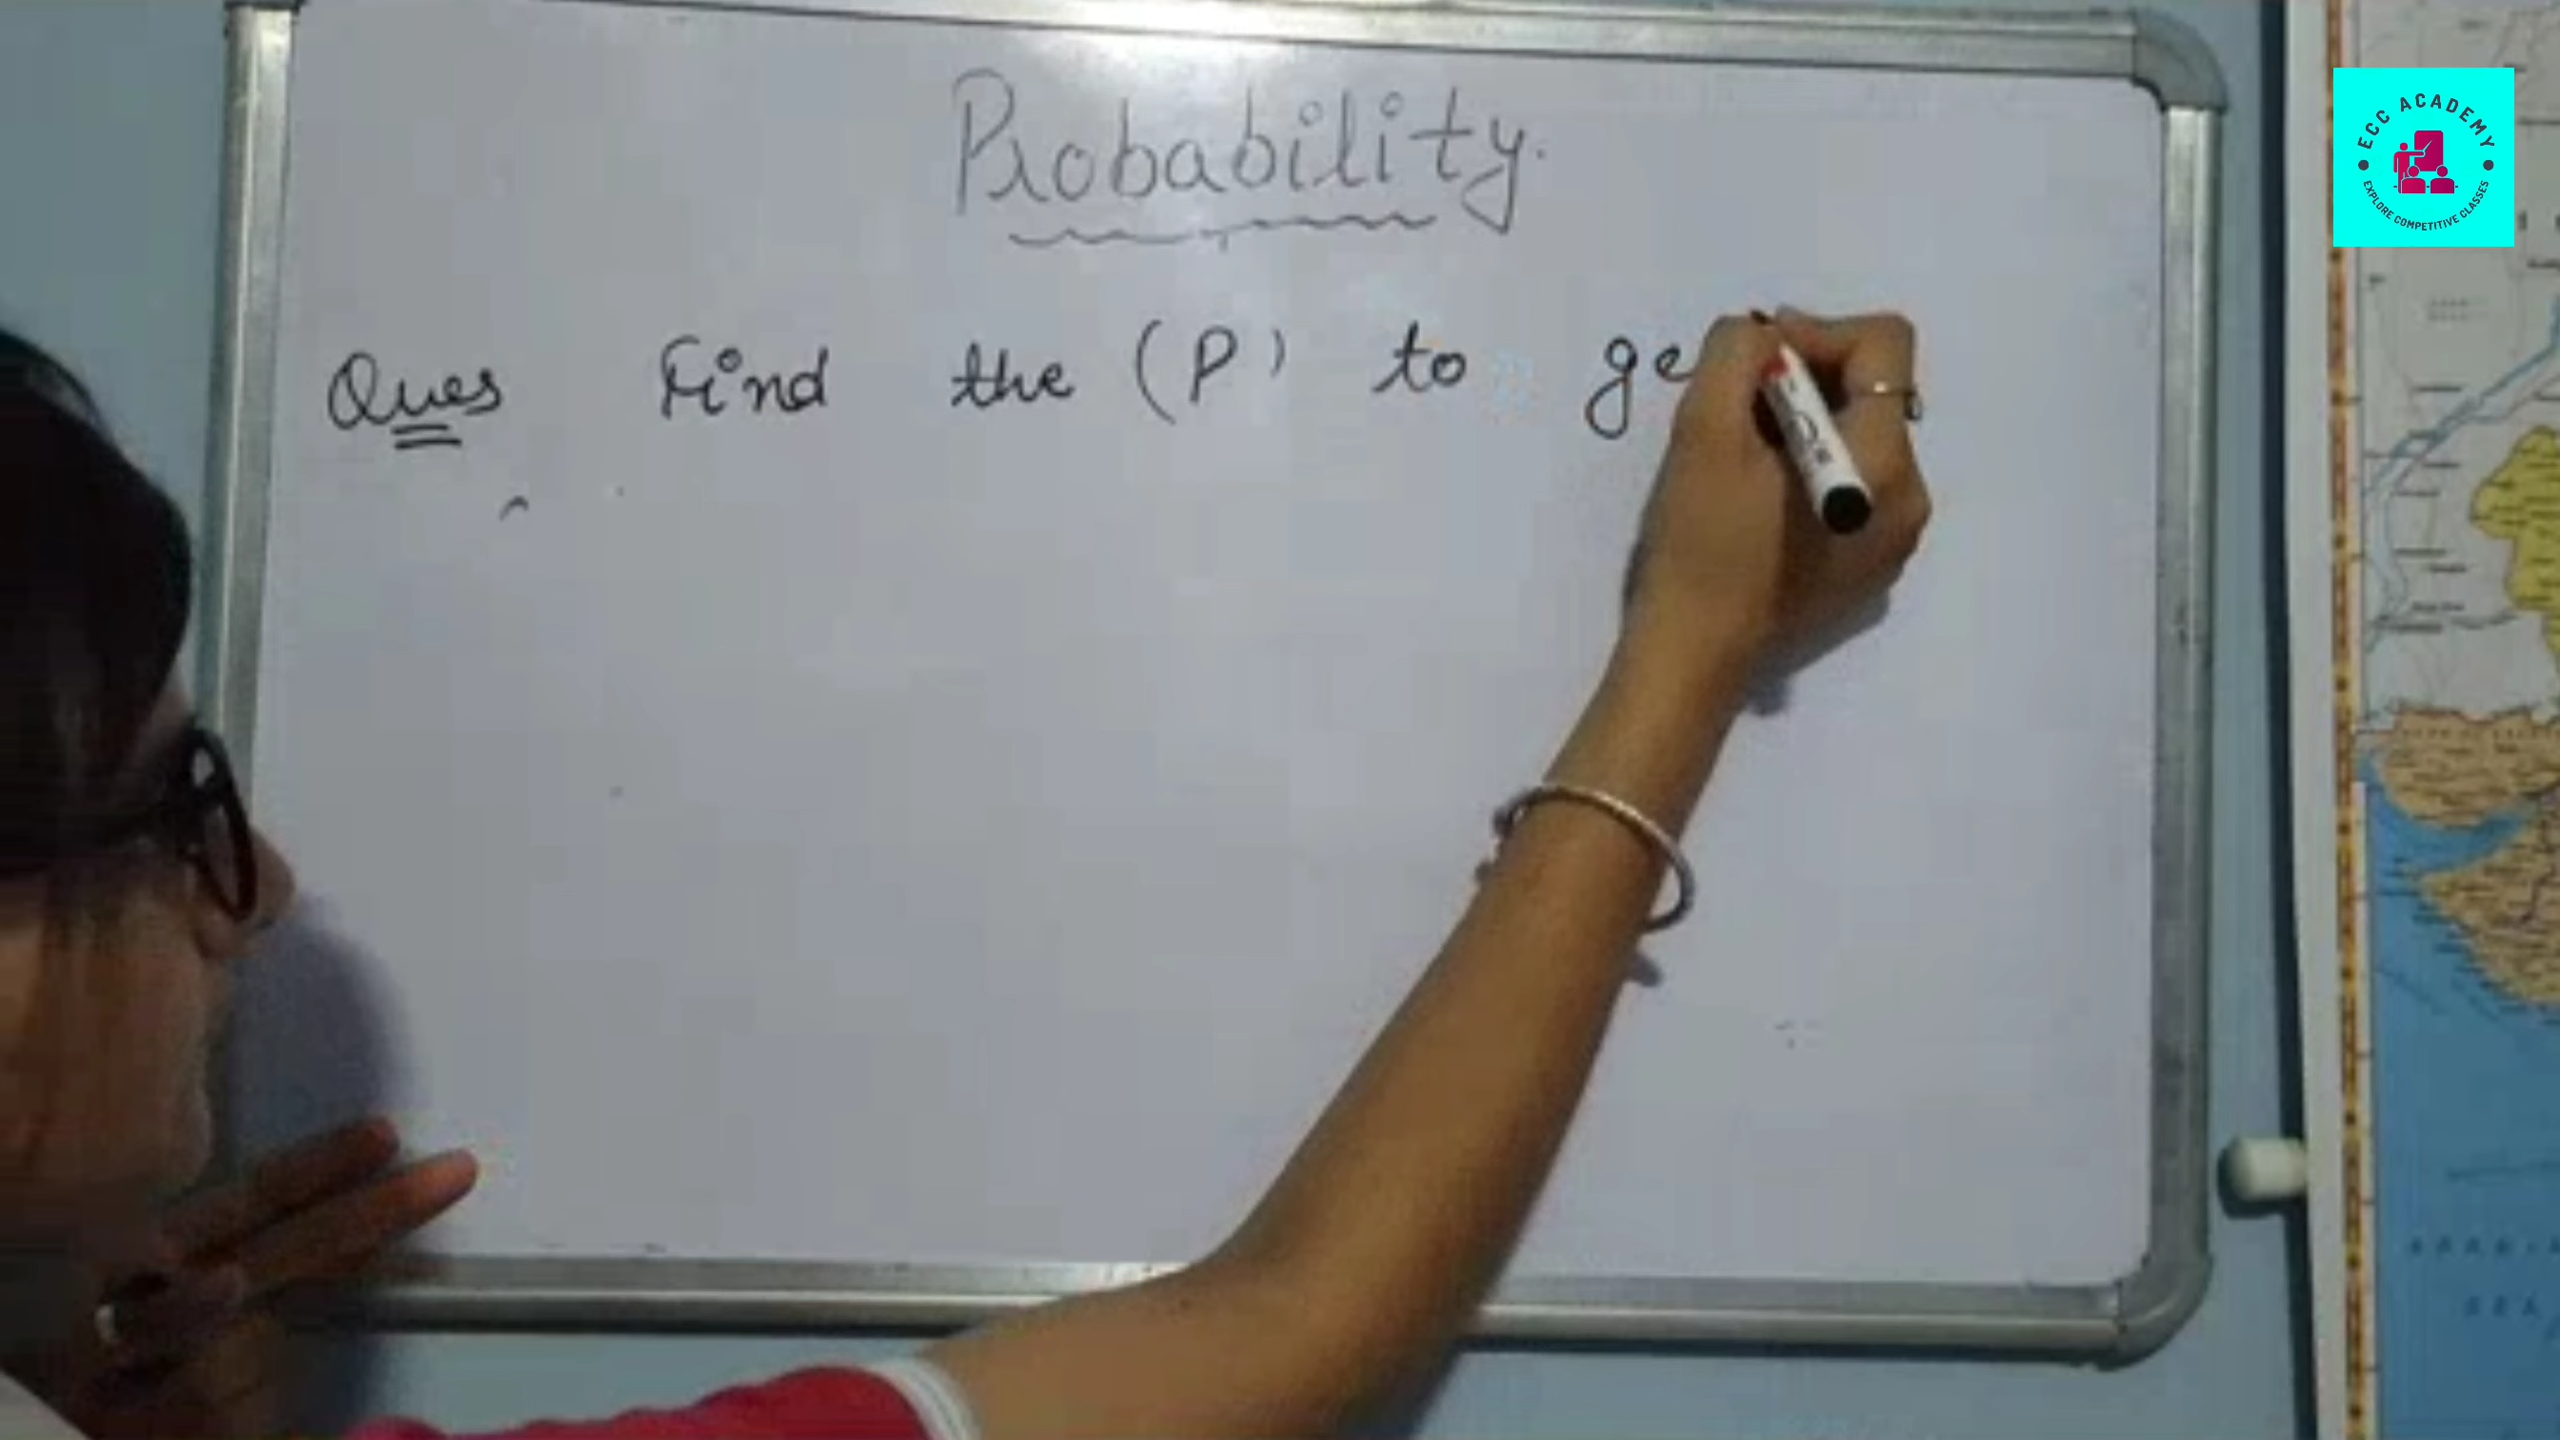 Probability.
Ques Find the (P) to ge
ECC ACADEMY
EXPLORE COMPETITIVE CLASSES